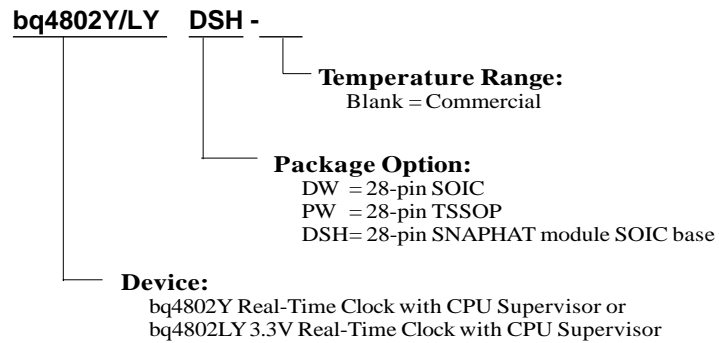 bq4802Y/LY DSH -
Temperature Range:
Blank = Commercial
Package Option:
DW = 28-pin SOIC
PW = 28-pin TSSOP
DSH= 28-pin SNAPHAT module SOIC base
Device:
bq4802Y Real-Time Clock with CPU Supervisor or
bq4802LY 3.3V Real-Time Clock with CPU Supervisor